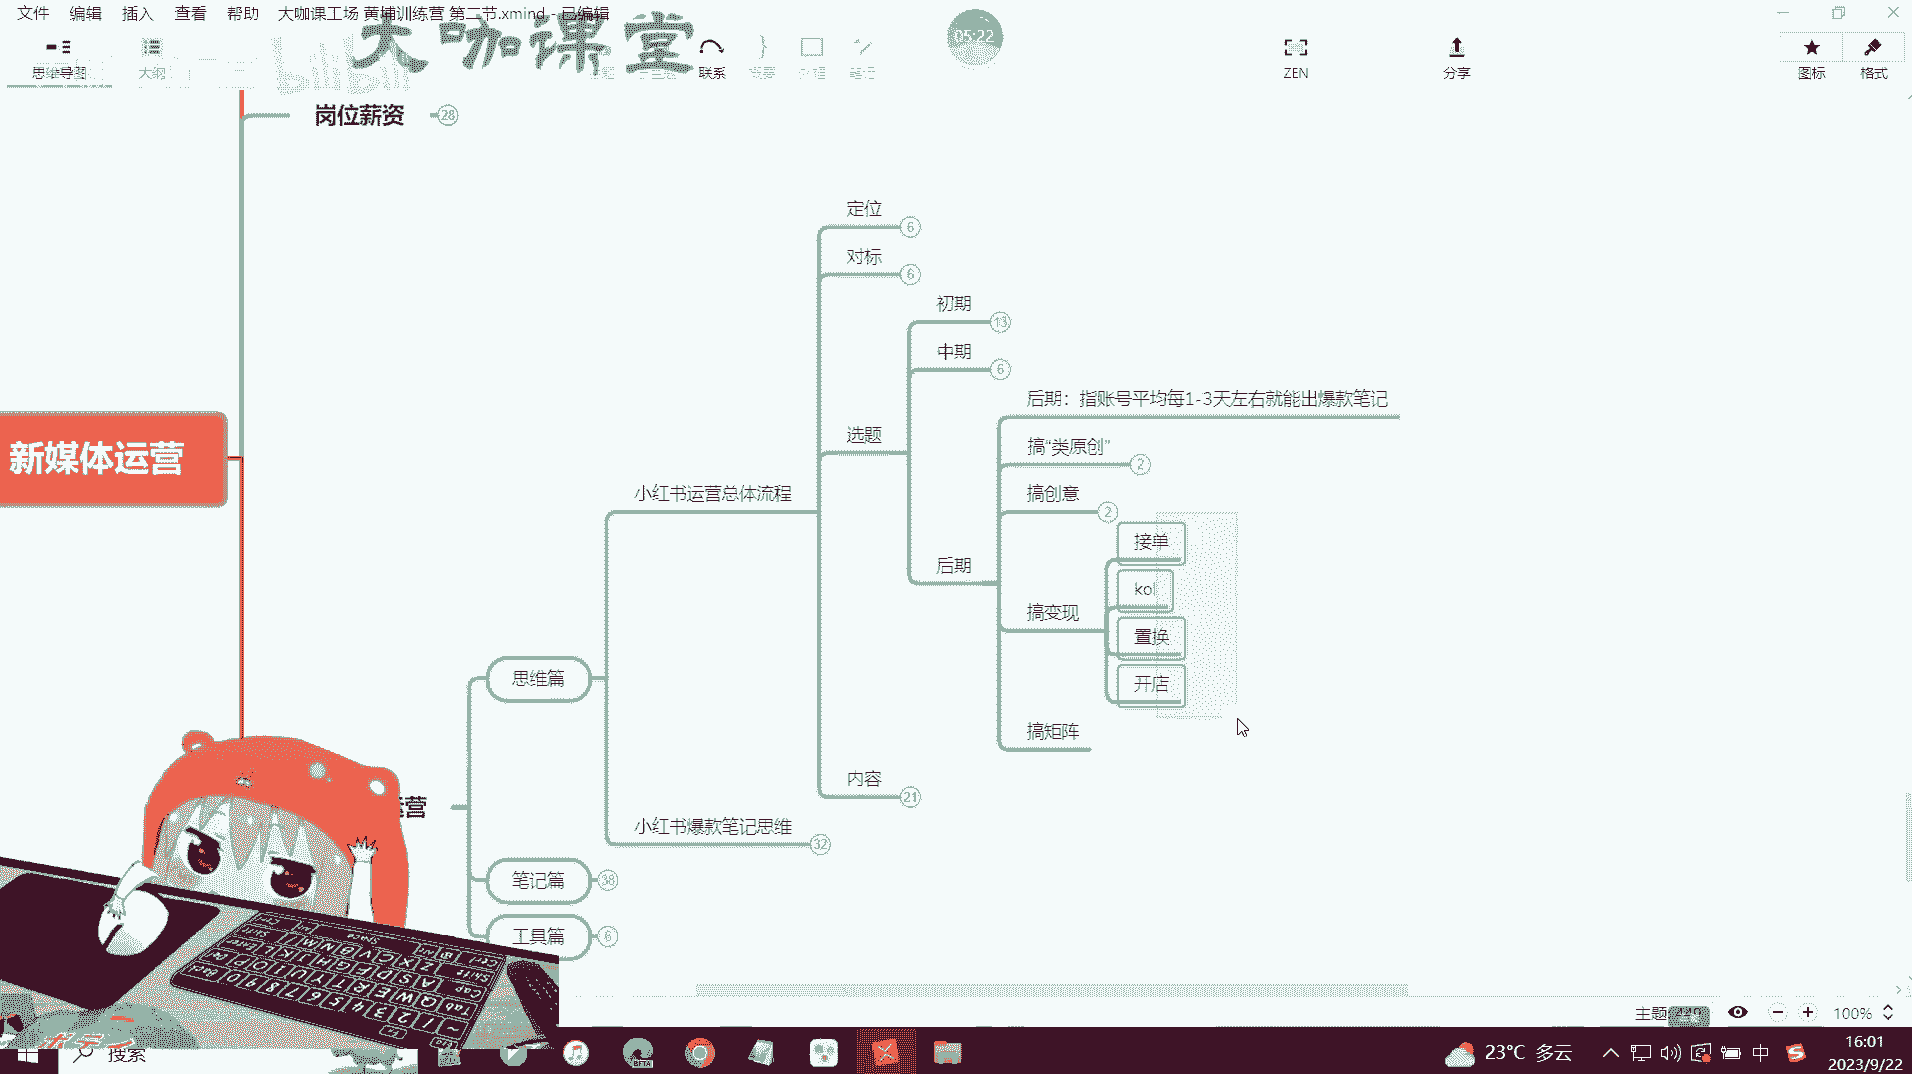 文件 编辑 插入 查看 帮助 大咖课工场 黄埔训练营 第二节.xmind - 已编辑
大咖课堂
bilibili
05:22
思维导图
大纲
联系
概要
笔记
ZEN
分享
图标
格式
岗位薪资 28
定位 6
对标 6
初期 13
中期 6
后期：指账号平均每1-3天左右就能出爆款笔记
选题
搞“类原创” 2
小红书运营总体流程
搞创意 2
新媒体运营
接单
后期
kol
搞变现
置换
思维篇
开店
搞矩阵
内容 21
运营
小红书爆款笔记思维 32
笔记篇 38
工具篇 6
主题
100%
搜索
BETA
23°C 多云
中
16:01
2023/9/22